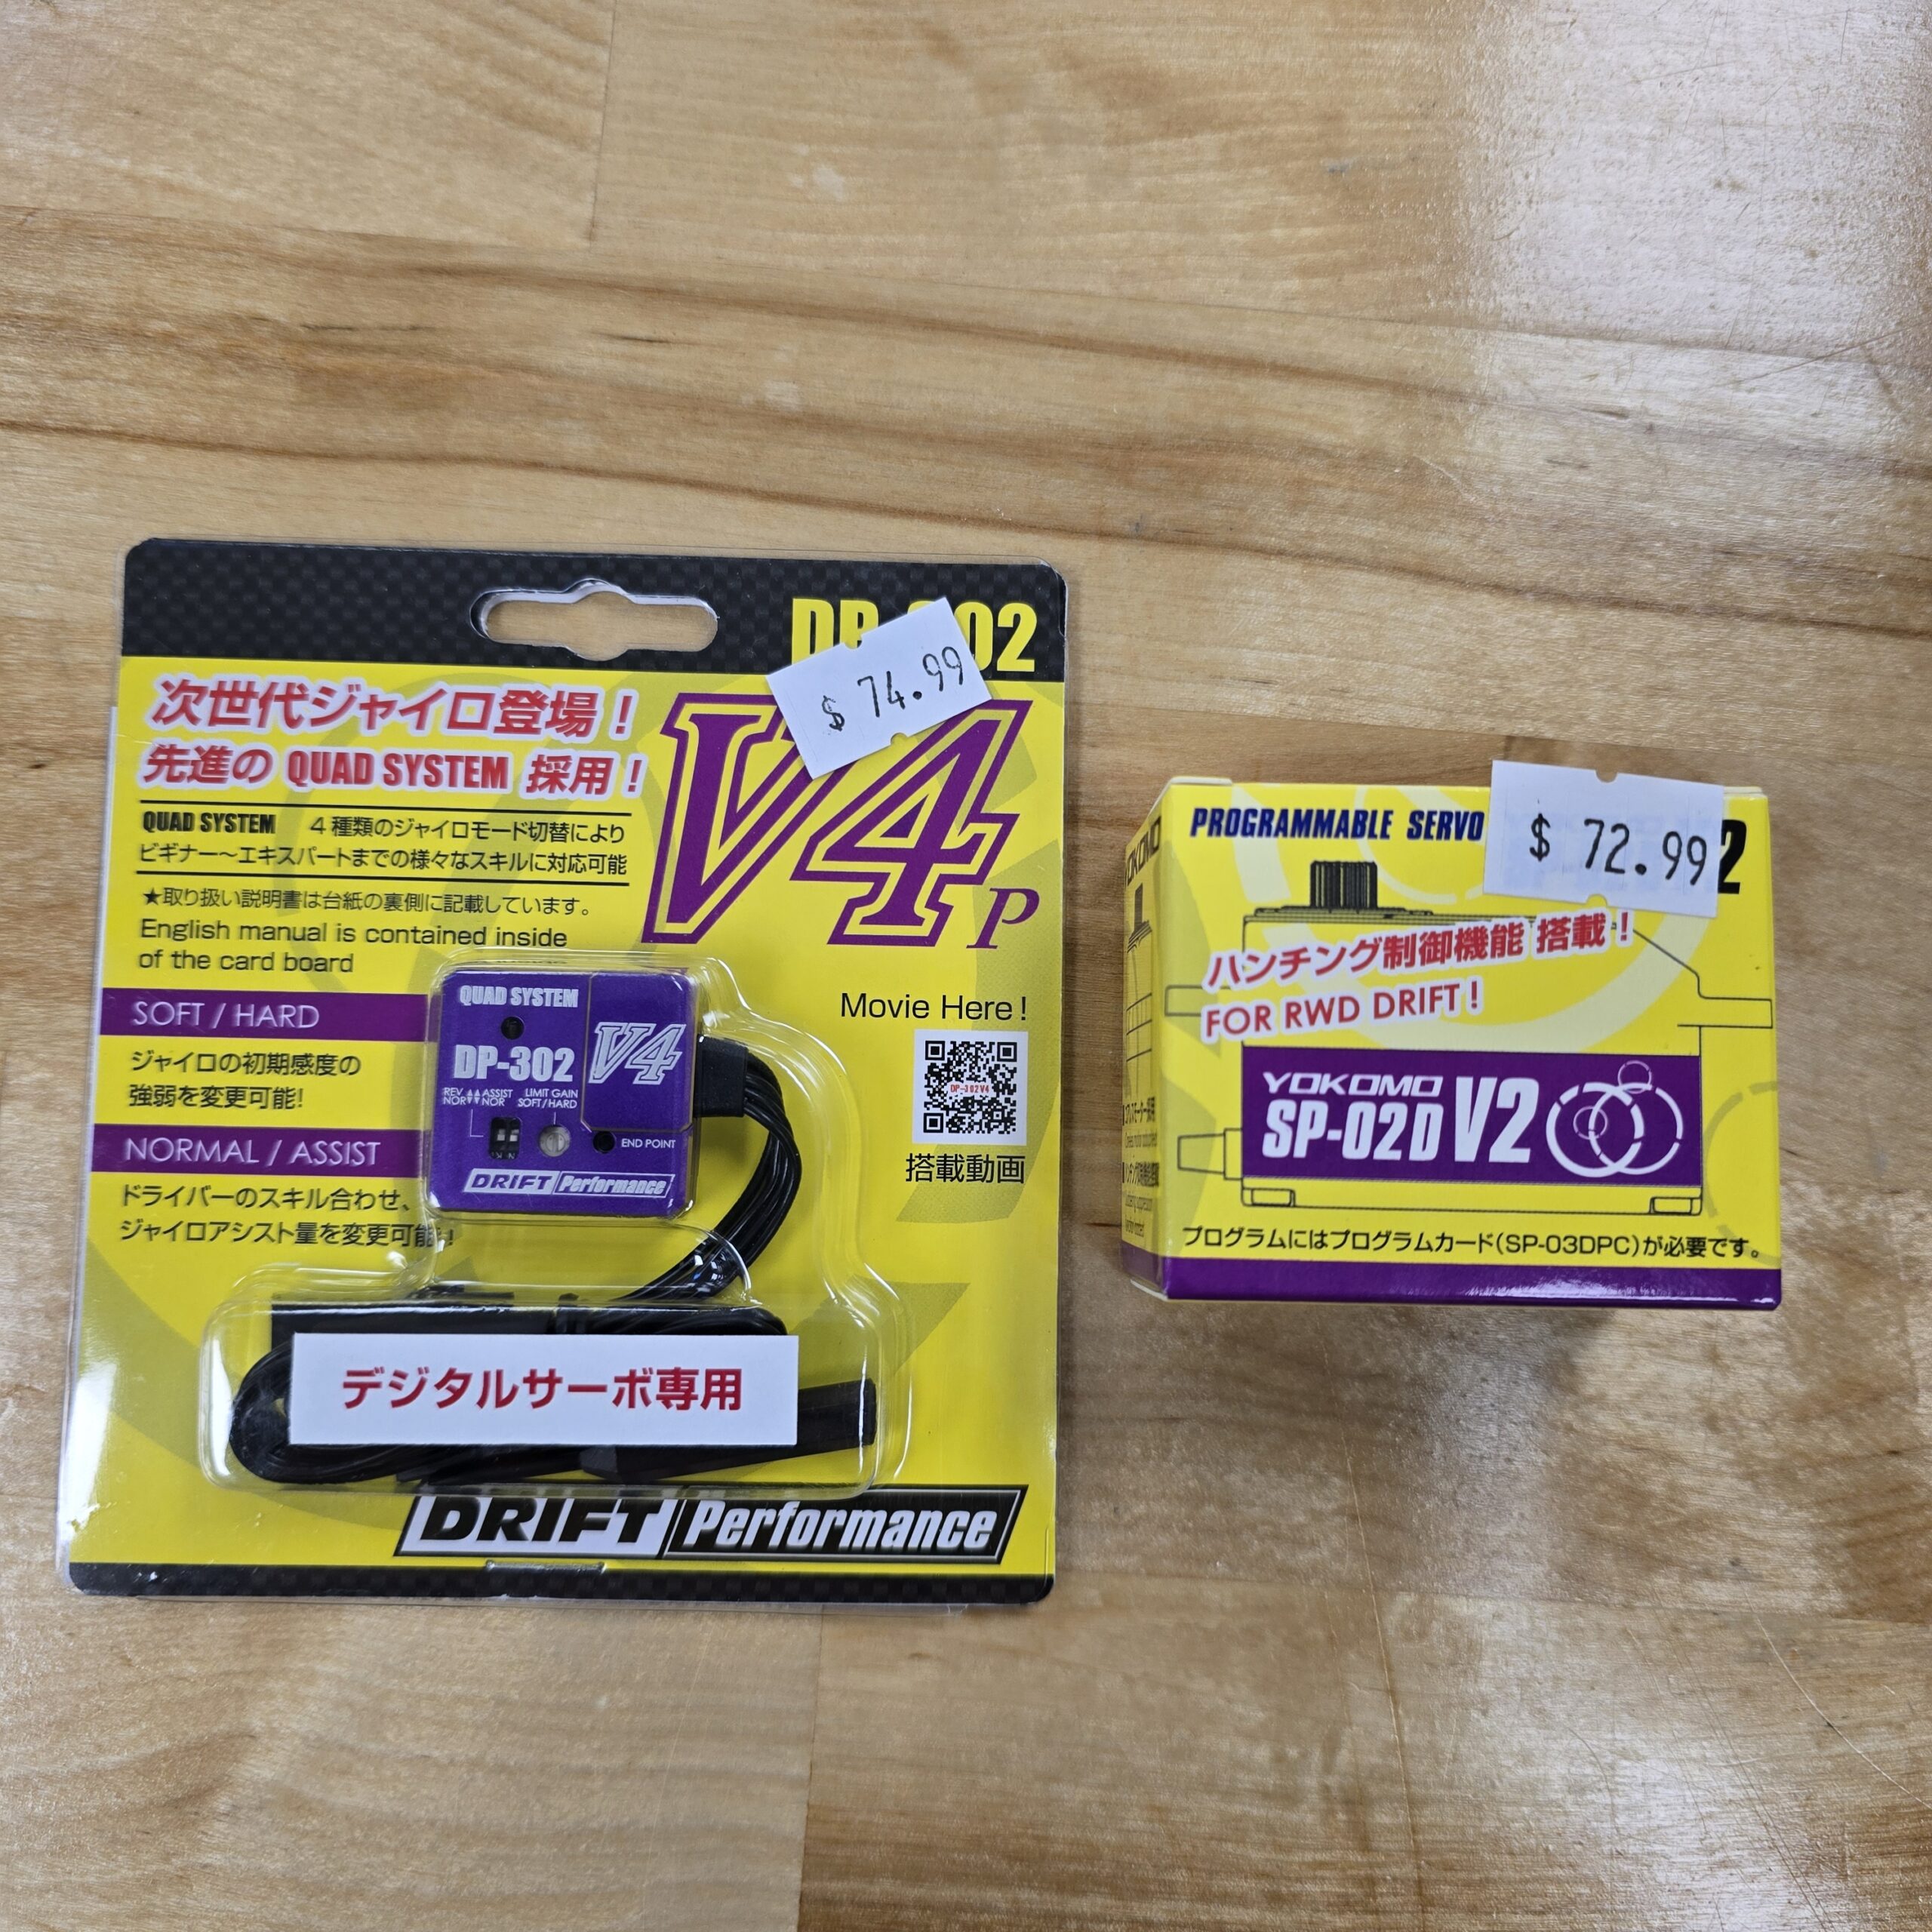 DP-302
$ 74.99
次世代ジャイロ登場！
先進の QUAD SYSTEM 採用！
V4P
QUAD SYSTEM 4種類のジャイロモード切替により
ビギナー～エキスパートまでの様々なスキルに対応可能
★取り扱い説明書は台紙の裏側に記載しています。
English manual is contained inside
of the card board
SOFT / HARD
ジャイロの初期感度の
強弱を変更可能!
NORMAL / ASSIST
ドライバーのスキル合わせ、
ジャイロアシスト量を変更可能!
QUAD SYSTEM
DP-302 V4
REV ASSIST LIMIT GAIN
NOR NOR SOFT/HARD
END POINT
DRIFT Performance
Movie Here!
DP-302V4
搭載動画
デジタルサーボ専用
DRIFT Performance
YOKOMO
PROGRAMMABLE SERVO
2
$ 72.99
ハンチング制御機能 搭載！
FOR RWD DRIFT！
YOKOMO
SP-02D V2
プログラムにはプログラムカード(SP-03DPC)が必要です。